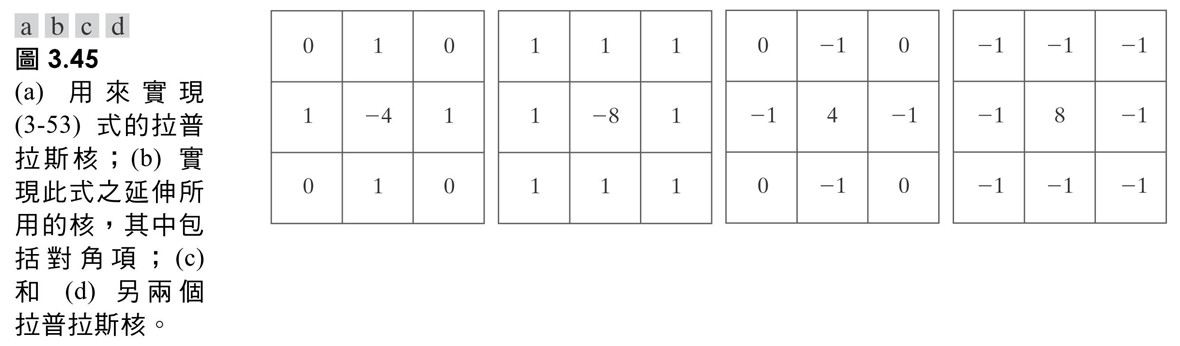 a b c d
圖 3.45
(a) 用來實現
(3-53) 式的拉普
拉斯核；(b) 實
現此式之延伸所
用的核，其中包
括對角項；(c)
和 (d) 另兩個
拉普拉斯核。
0 1 0
1 −4 1
0 1 0
1 1 1
1 −8 1
1 1 1
0 −1 0
−1 4 −1
0 −1 0
−1 −1 −1
−1 8 −1
−1 −1 −1